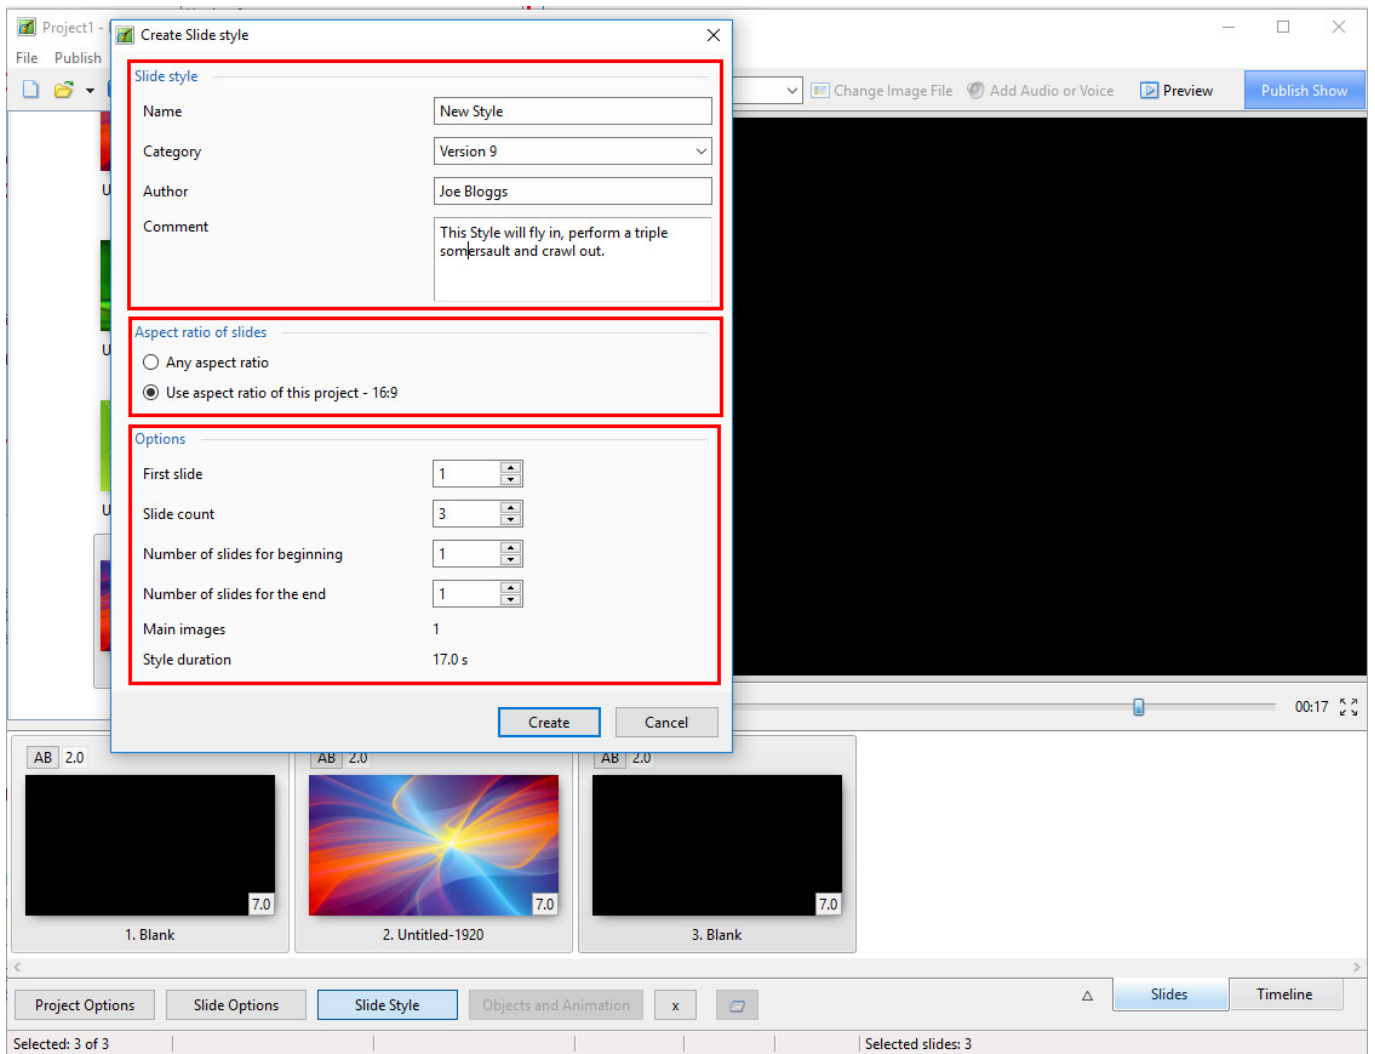 Project1 -
Create Slide style
File Publish
Slide style
Name New Style
Category Version 9
Author Joe Bloggs
Comment This Style will fly in, perform a triple
somersault and crawl out.
Change Image File Add Audio or Voice Preview Publish Show
Aspect ratio of slides
Any aspect ratio
Use aspect ratio of this project - 16:9
Options
First slide 1
Slide count 3
Number of slides for beginning 1
Number of slides for the end 1
Main images 1
Style duration 17.0 s
Create Cancel
00:17
AB 2.0 AB 2.0 AB 2.0
7.0 7.0 7.0
1. Blank 2. Untitled-1920 3. Blank
Project Options Slide Options Slide Style Objects and Animation x Slides Timeline
Selected: 3 of 3 Selected slides: 3